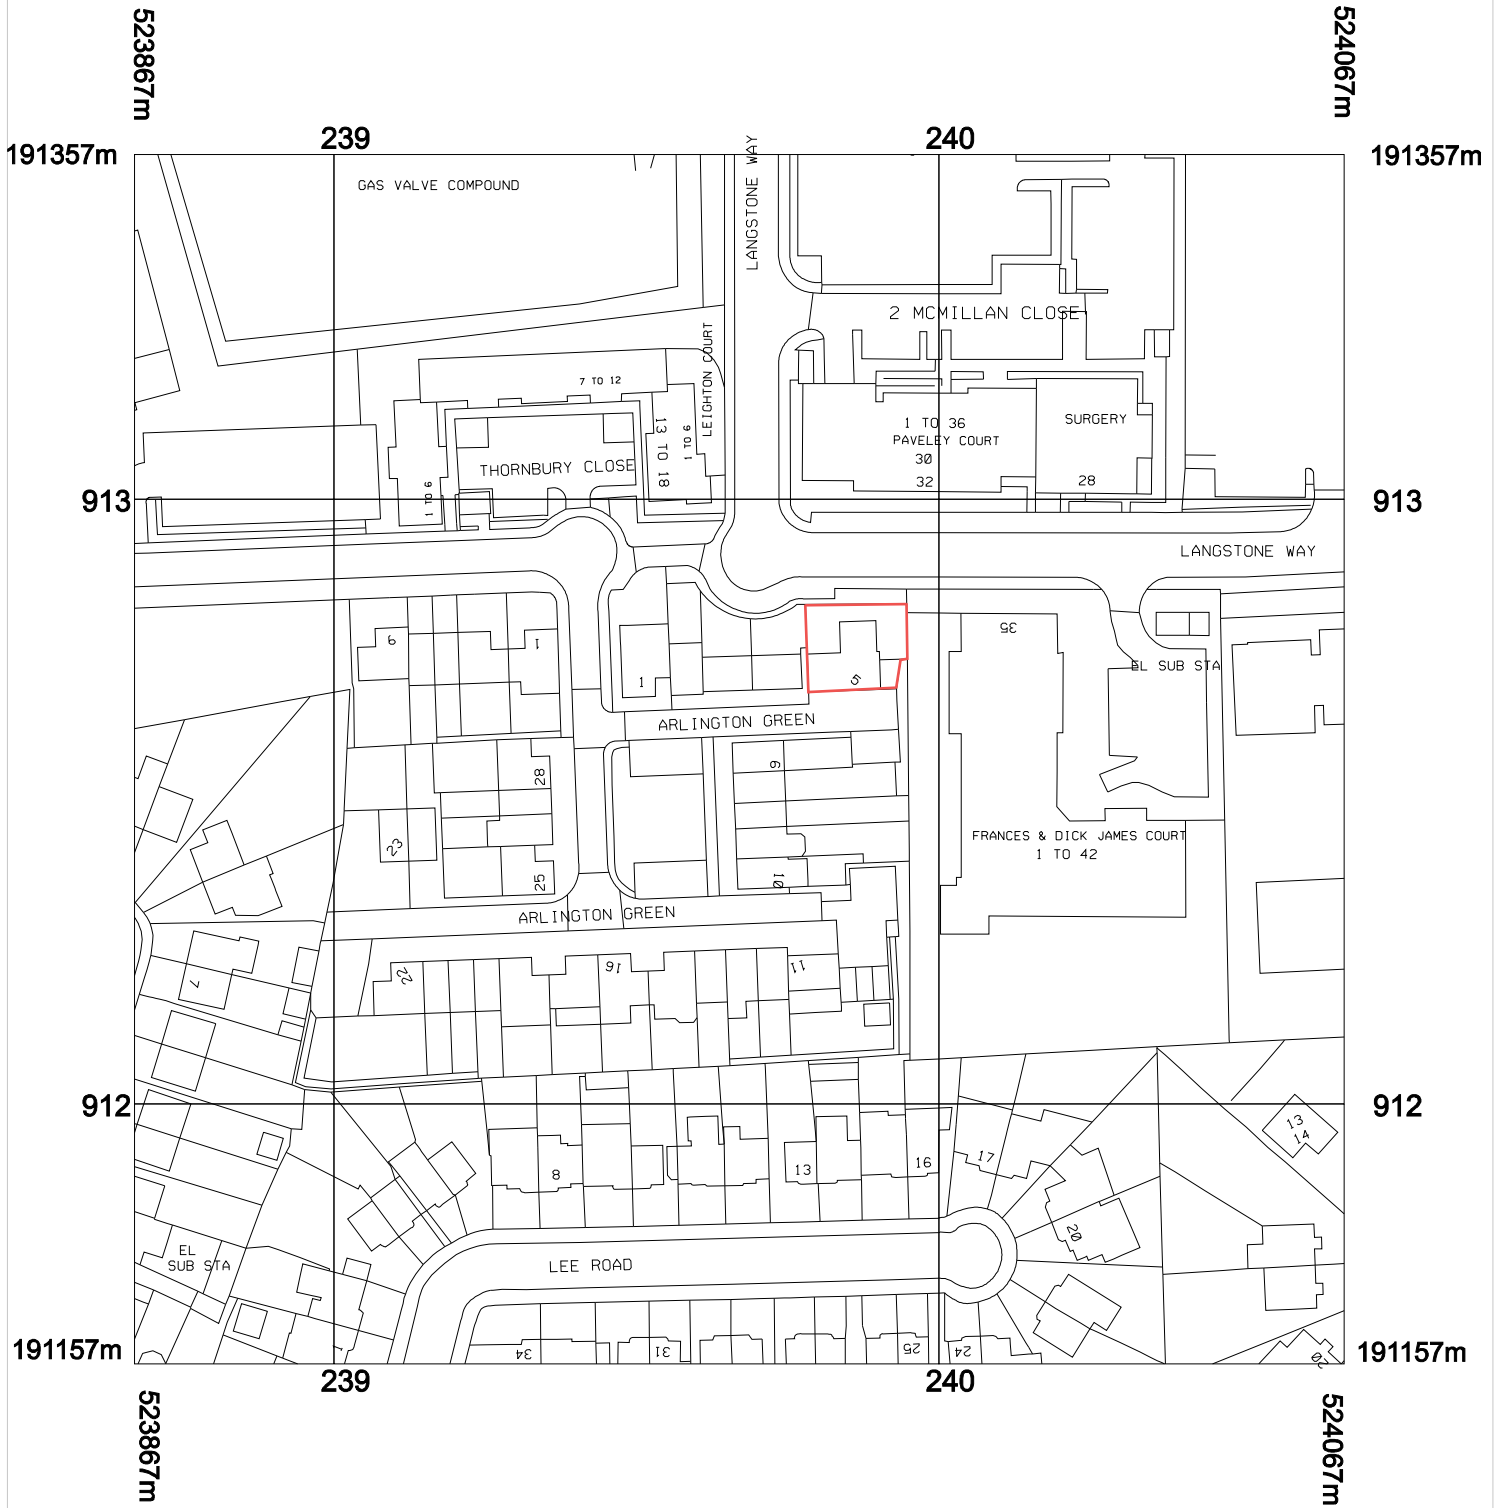 523867m
524067m
239
240
191357m
191357m
GAS VALVE COMPOUND
LANGSTONE WAY
2 MCMILLAN CLOSE
LEIGHTON COURT
7 TO 12
13 TO 18
1 TO 6
1 TO 36
PAVELEY COURT
30
32
SURGERY
28
THORNBURY CLOSE
1 TO 6
913
913
LANGSTONE WAY
9
1
1
5
35
EL SUB STA
ARLINGTON GREEN
28
6
23
25
10
FRANCES & DICK JAMES COURT
1 TO 42
ARLINGTON GREEN
22
16
11
7
912
912
13
14
8
13
16
17
20
EL
SUB STA
LEE ROAD
1
34
31
25
24
20
191157m
191157m
239
240
523867m
524067m